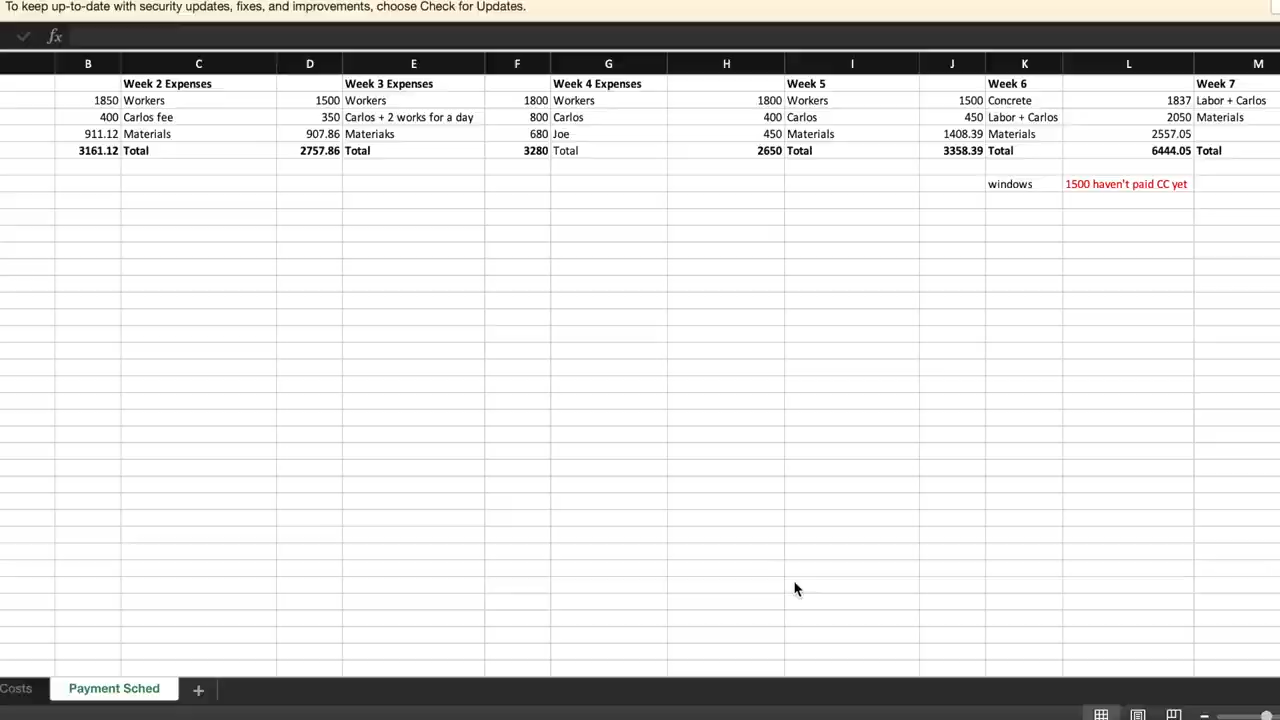 To keep up-to-date with security updates, fixes, and improvements, choose Check for Updates.
fx
B C D E F G H I J K L M
Week 2 Expenses Week 3 Expenses Week 4 Expenses Week 5 Week 6 Week 7
1850 Workers 1500 Workers 1800 Workers 1800 Workers 1500 Concrete 1837 Labor + Carlos
400 Carlos fee 350 Carlos + 2 works for a day 800 Carlos 400 Carlos 450 Labor + Carlos 2050 Materials
911.12 Materials 907.86 Materiaks 680 Joe 450 Materials 1408.39 Materials 2557.05
3161.12 Total 2757.86 Total 3280 Total 2650 Total 3358.39 Total 6444.05 Total
windows 1500 haven't paid CC yet
Costs Payment Sched +